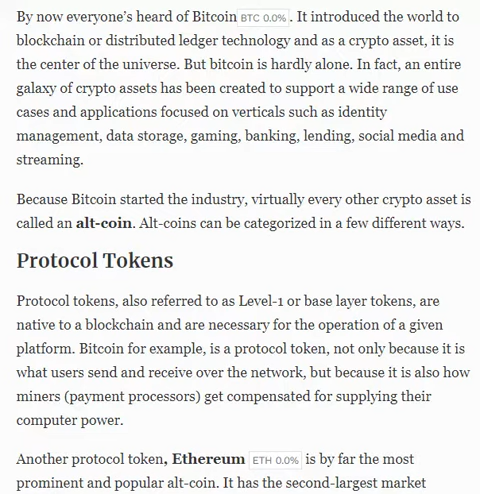 By now everyone’s heard of Bitcoin BTC 0.0% . It introduced the world to
blockchain or distributed ledger technology and as a crypto asset, it is
the center of the universe. But bitcoin is hardly alone. In fact, an entire
galaxy of crypto assets has been created to support a wide range of use
cases and applications focused on verticals such as identity
management, data storage, gaming, banking, lending, social media and
streaming.
Because Bitcoin started the industry, virtually every other crypto asset is
called an alt-coin. Alt-coins can be categorized in a few different ways.
Protocol Tokens
Protocol tokens, also referred to as Level-1 or base layer tokens, are
native to a blockchain and are necessary for the operation of a given
platform. Bitcoin for example, is a protocol token, not only because it is
what users send and receive over the network, but because it is also how
miners (payment processors) get compensated for supplying their
computer power.
Another protocol token, Ethereum ETH 0.0% is by far the most
prominent and popular alt-coin. It has the second-largest market